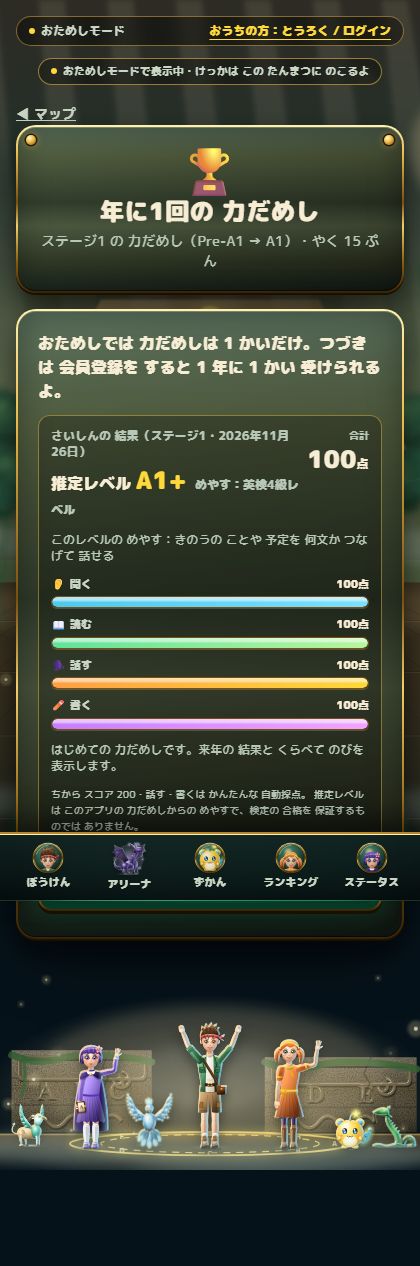 おためしモード
おうちの方：とうろく / ログイン
おためしモードで表示中・けっかは この たんまつに のこるよ
◀ マップ
年に1回の 力だめし
ステージ1 の 力だめし（Pre-A1 → A1）・やく 15 ぷ
ん
おためしでは 力だめしは 1 かいだけ。つづき
は 会員登録を すると 1 年に 1 かい 受けられる
よ。
さいしんの 結果（ステージ1・2026年11月
26日）
合計
100点
推定レベル A1+ めやす：英検4級レ
ベル
このレベルの めやす：きのうの ことや 予定を 何文か つな
げて 話せる
聞く 100点
読む 100点
話す 100点
書く 100点
はじめての 力だめしです。来年の 結果と くらべて のびを
表示します。
ちから スコア 200・話す・書くは かんたんな 自動採点。 推定レベル
は このアプリの 力だめしからの めやすで、検定の 合格を 保証するも
のでは ありません。
ぼうけん
アリーナ
ずかん
ランキング
ステータス
A
C
D
E